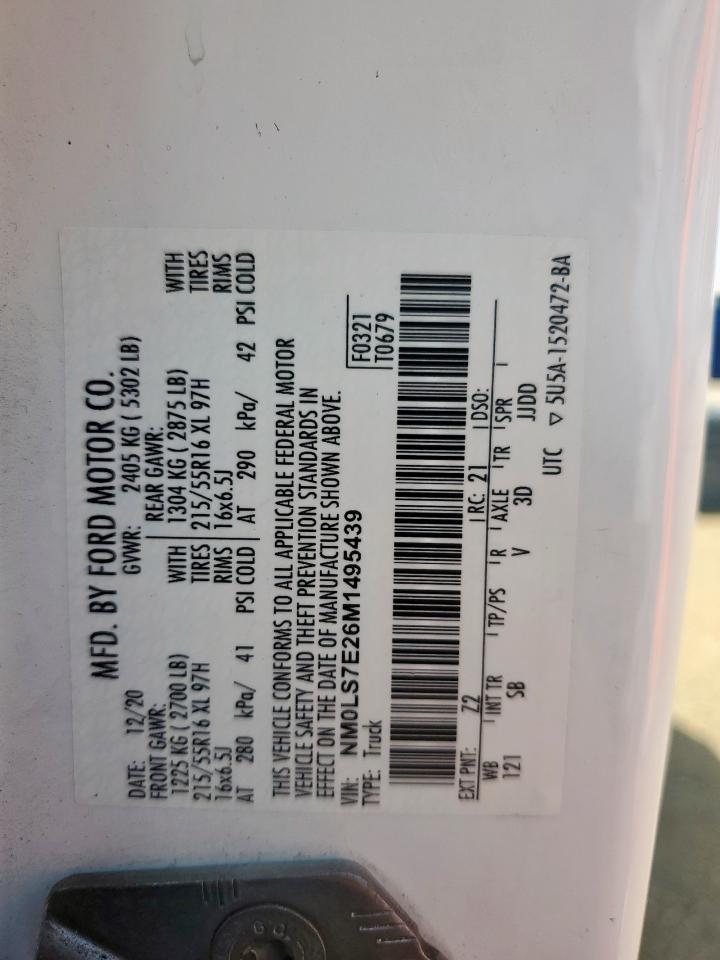 MFD. BY FORD MOTOR CO.
DATE: 12/20 GVWR: 2405 KG ( 5302 LB)
FRONT GAWR: REAR GAWR:
1225 KG ( 2700 LB) WITH 1304 KG ( 2875 LB) WITH
215/55R16 XL 97H TIRES 215/55R16 XL 97H TIRES
16x6.5J RIMS 16x6.5J RIMS
AT 280 kPa/ 41 PSI COLD AT 290 kPa/ 42 PSI COLD
THIS VEHICLE CONFORMS TO ALL APPLICABLE FEDERAL MOTOR
VEHICLE SAFETY AND THEFT PREVENTION STANDARDS IN
EFFECT ON THE DATE OF MANUFACTURE SHOWN ABOVE.
VIN: NM0LS7E26M1495439 F0321
TYPE: Truck T0679
EXT PNT: Z2 RC: 21 DSO:
WB INT TR TP/PS R AXLE TR SPR
121 SB V 3D JJDD
UTC ▽ 5U5A-1520472-BA